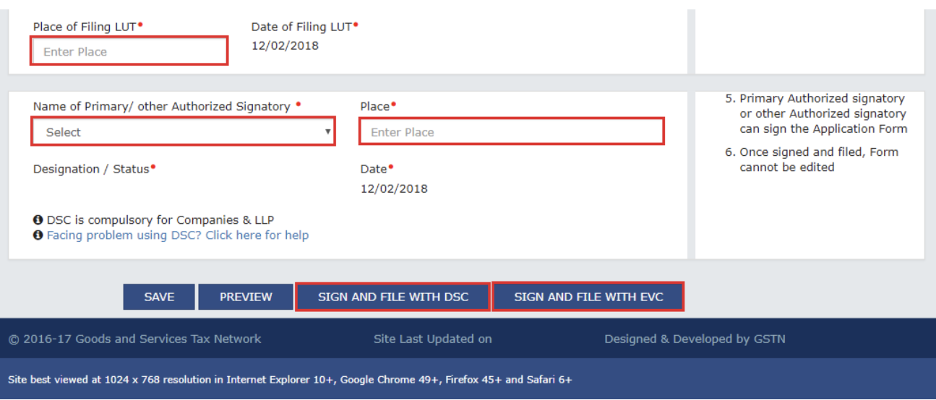 Place of Filing LUT• Date of Filing LUT•
Enter Place 12/02/2018
Name of Primary/ other Authorized Signatory • Place•
Select Enter Place
Designation / Status• Date•
12/02/2018
DSC is compulsory for Companies & LLP
Facing problem using DSC? Click here for help
5. Primary Authorized signatory
or other Authorized signatory
can sign the Application Form
6. Once signed and filed, Form
cannot be edited
SAVE PREVIEW SIGN AND FILE WITH DSC SIGN AND FILE WITH EVC
© 2016-17 Goods and Services Tax Network Site Last Updated on Designed & Developed by GSTN
Site best viewed at 1024 x 768 resolution in Internet Explorer 10+, Google Chrome 49+, Firefox 45+ and Safari 6+